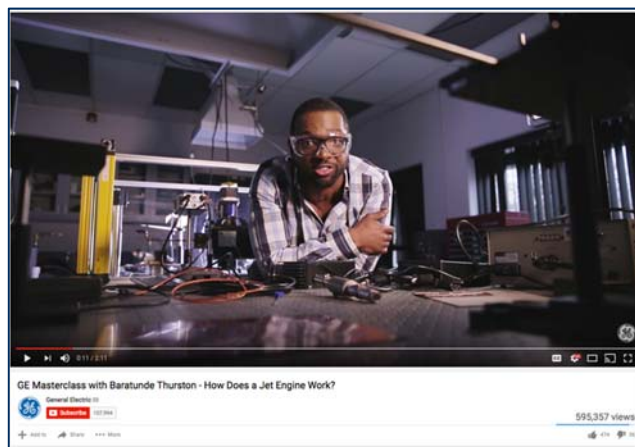 0:11 / 2:11
GE Masterclass with Baratunde Thurston - How Does a Jet Engine Work?
General Electric
Subscribe
595,357 views
Add to Share More
474